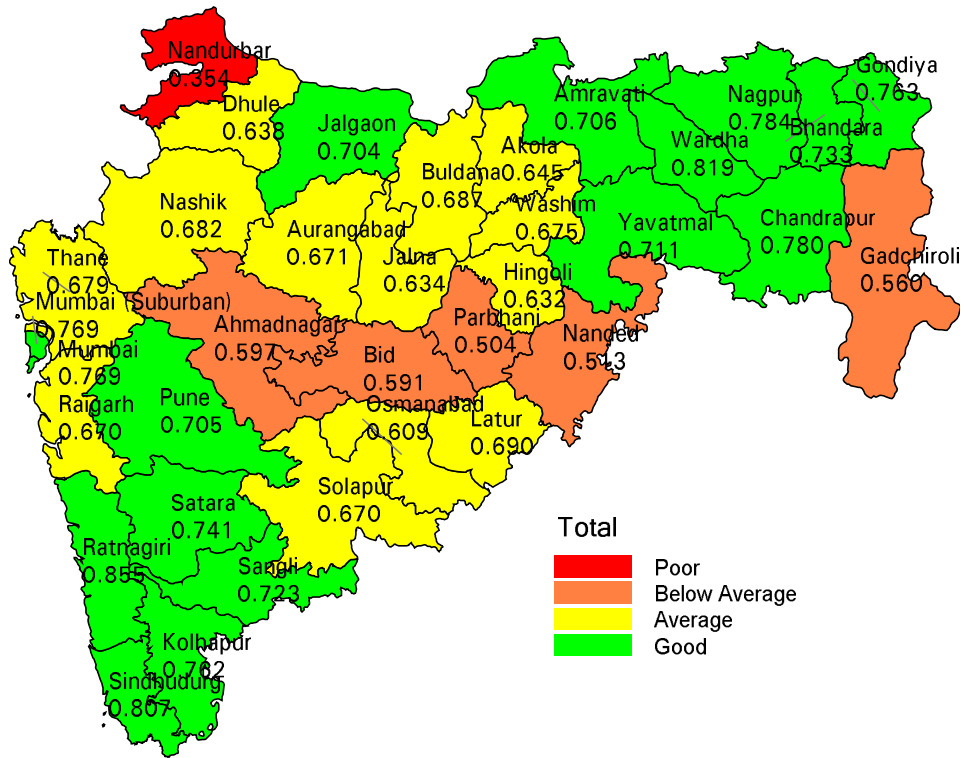 Nandurbar
0.354
Dhule
0.638
Jalgaon
0.704
Amravati
0.706
Nagpur
0.784
Gondiya
0.763
Bhandara
0.733
Wardha
0.819
Akola
0.645
Buldana
0.687
Washim
0.675
Nashik
0.682
Aurangabad
0.671
Jalna
0.634
Hingoli
0.632
Yavatmal
0.711
Chandrapur
0.780
Gadchiroli
0.560
Thane
0.679
Mumbai (Suburban)
0.769
Mumbai
0.769
Ahmadnagar
0.597
Parbhani
0.504
Nanded
0.513
Bid
0.591
Raigarh
0.670
Pune
0.705
Osmanabad
0.609
Latur
0.690
Solapur
0.670
Satara
0.741
Ratnagiri
0.855
Sangli
0.723
Kolhapur
0.762
Sindhudurg
0.807
Total
Poor
Below Average
Average
Good